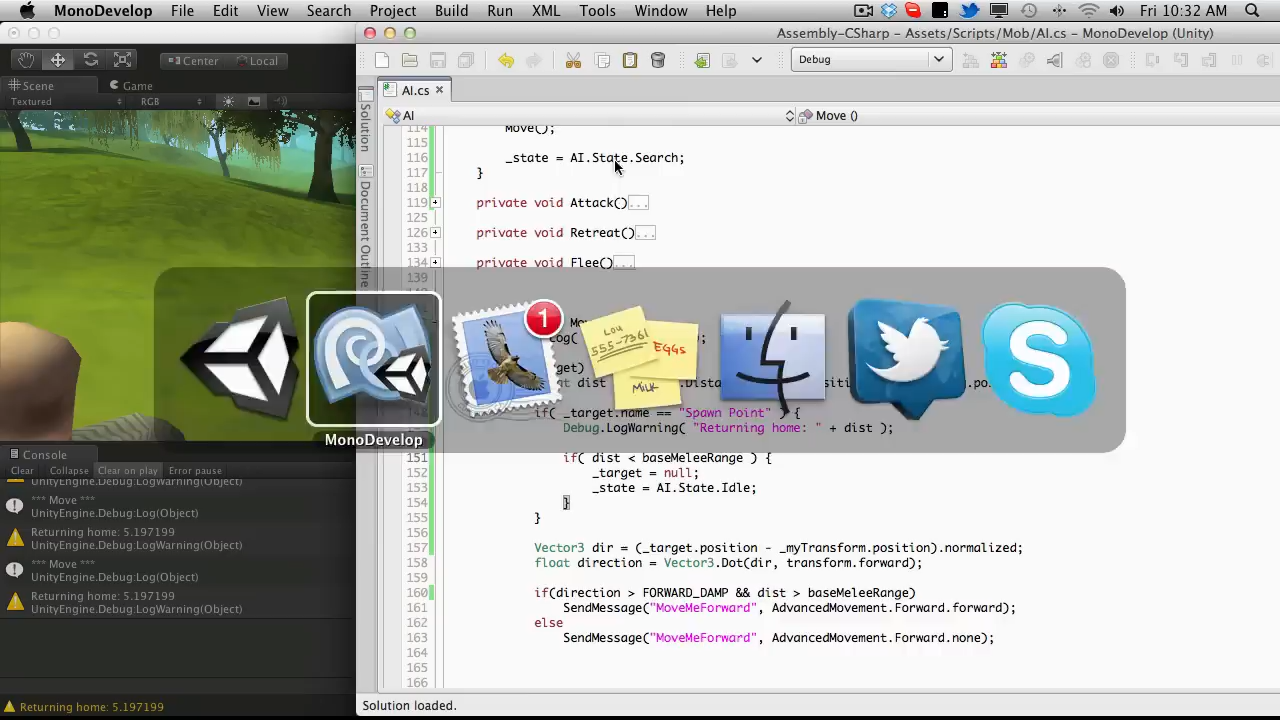 MonoDevelop File Edit View Search Project Build Run XML Tools Window Help Fri 10:32 AM
Assembly-CSharp - Assets/Scripts/Mob/AI.cs - MonoDevelop (Unity)
Center Local
Debug
Scene Game
AI.cs
Textured RGB
AI Move ()
Solution
Document Outline
114 Move();
115
116 _state = AI.State.Search;
117 }
118
119 private void Attack()...
125
126 private void Retreat()...
133
134 private void Flee()...
139
1
MonoDevelop
if( _target.name == "Spawn Point" ) {
Debug.LogWarning( "Returning home: " + dist );
151 if( dist < baseMeleeRange ) {
152 _target = null;
153 _state = AI.State.Idle;
154 }
155 }
156
157 Vector3 dir = (_target.position - _myTransform.position).normalized;
158 float direction = Vector3.Dot(dir, transform.forward);
159
160 if(direction > FORWARD_DAMP && dist > baseMeleeRange)
161 SendMessage("MoveMeForward", AdvancedMovement.Forward.forward);
162 else
163 SendMessage("MoveMeForward", AdvancedMovement.Forward.none);
164
165
166
Lou
555-7361
EGGS
MILK
Console
Clear Collapse Clear on play Error pause
UnityEngine.Debug:LogWarning(Object)
*** Move ***
UnityEngine.Debug:Log(Object)
Returning home: 5.197199
UnityEngine.Debug:LogWarning(Object)
*** Move ***
UnityEngine.Debug:Log(Object)
Returning home: 5.197199
UnityEngine.Debug:LogWarning(Object)
Returning home: 5.197199
Solution loaded.